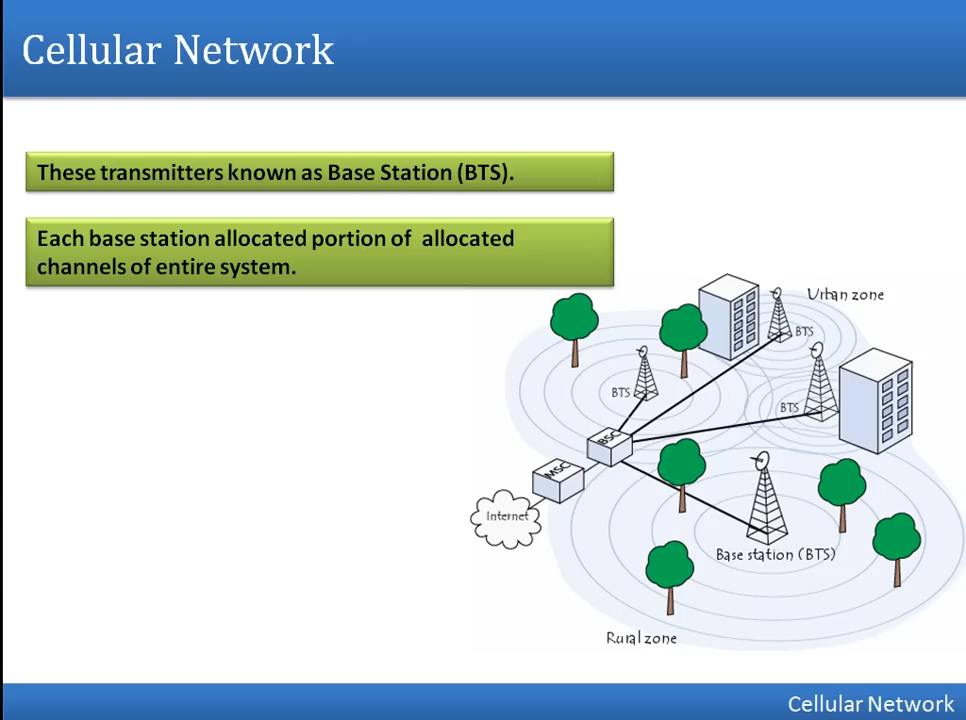 Cellular Network
These transmitters known as Base Station (BTS).
Each base station allocated portion of allocated
channels of entire system.
Urban zone
BTS
BTS
BTS
BSC
MSC
Internet
Base station (BTS)
Rural zone
Cellular Network